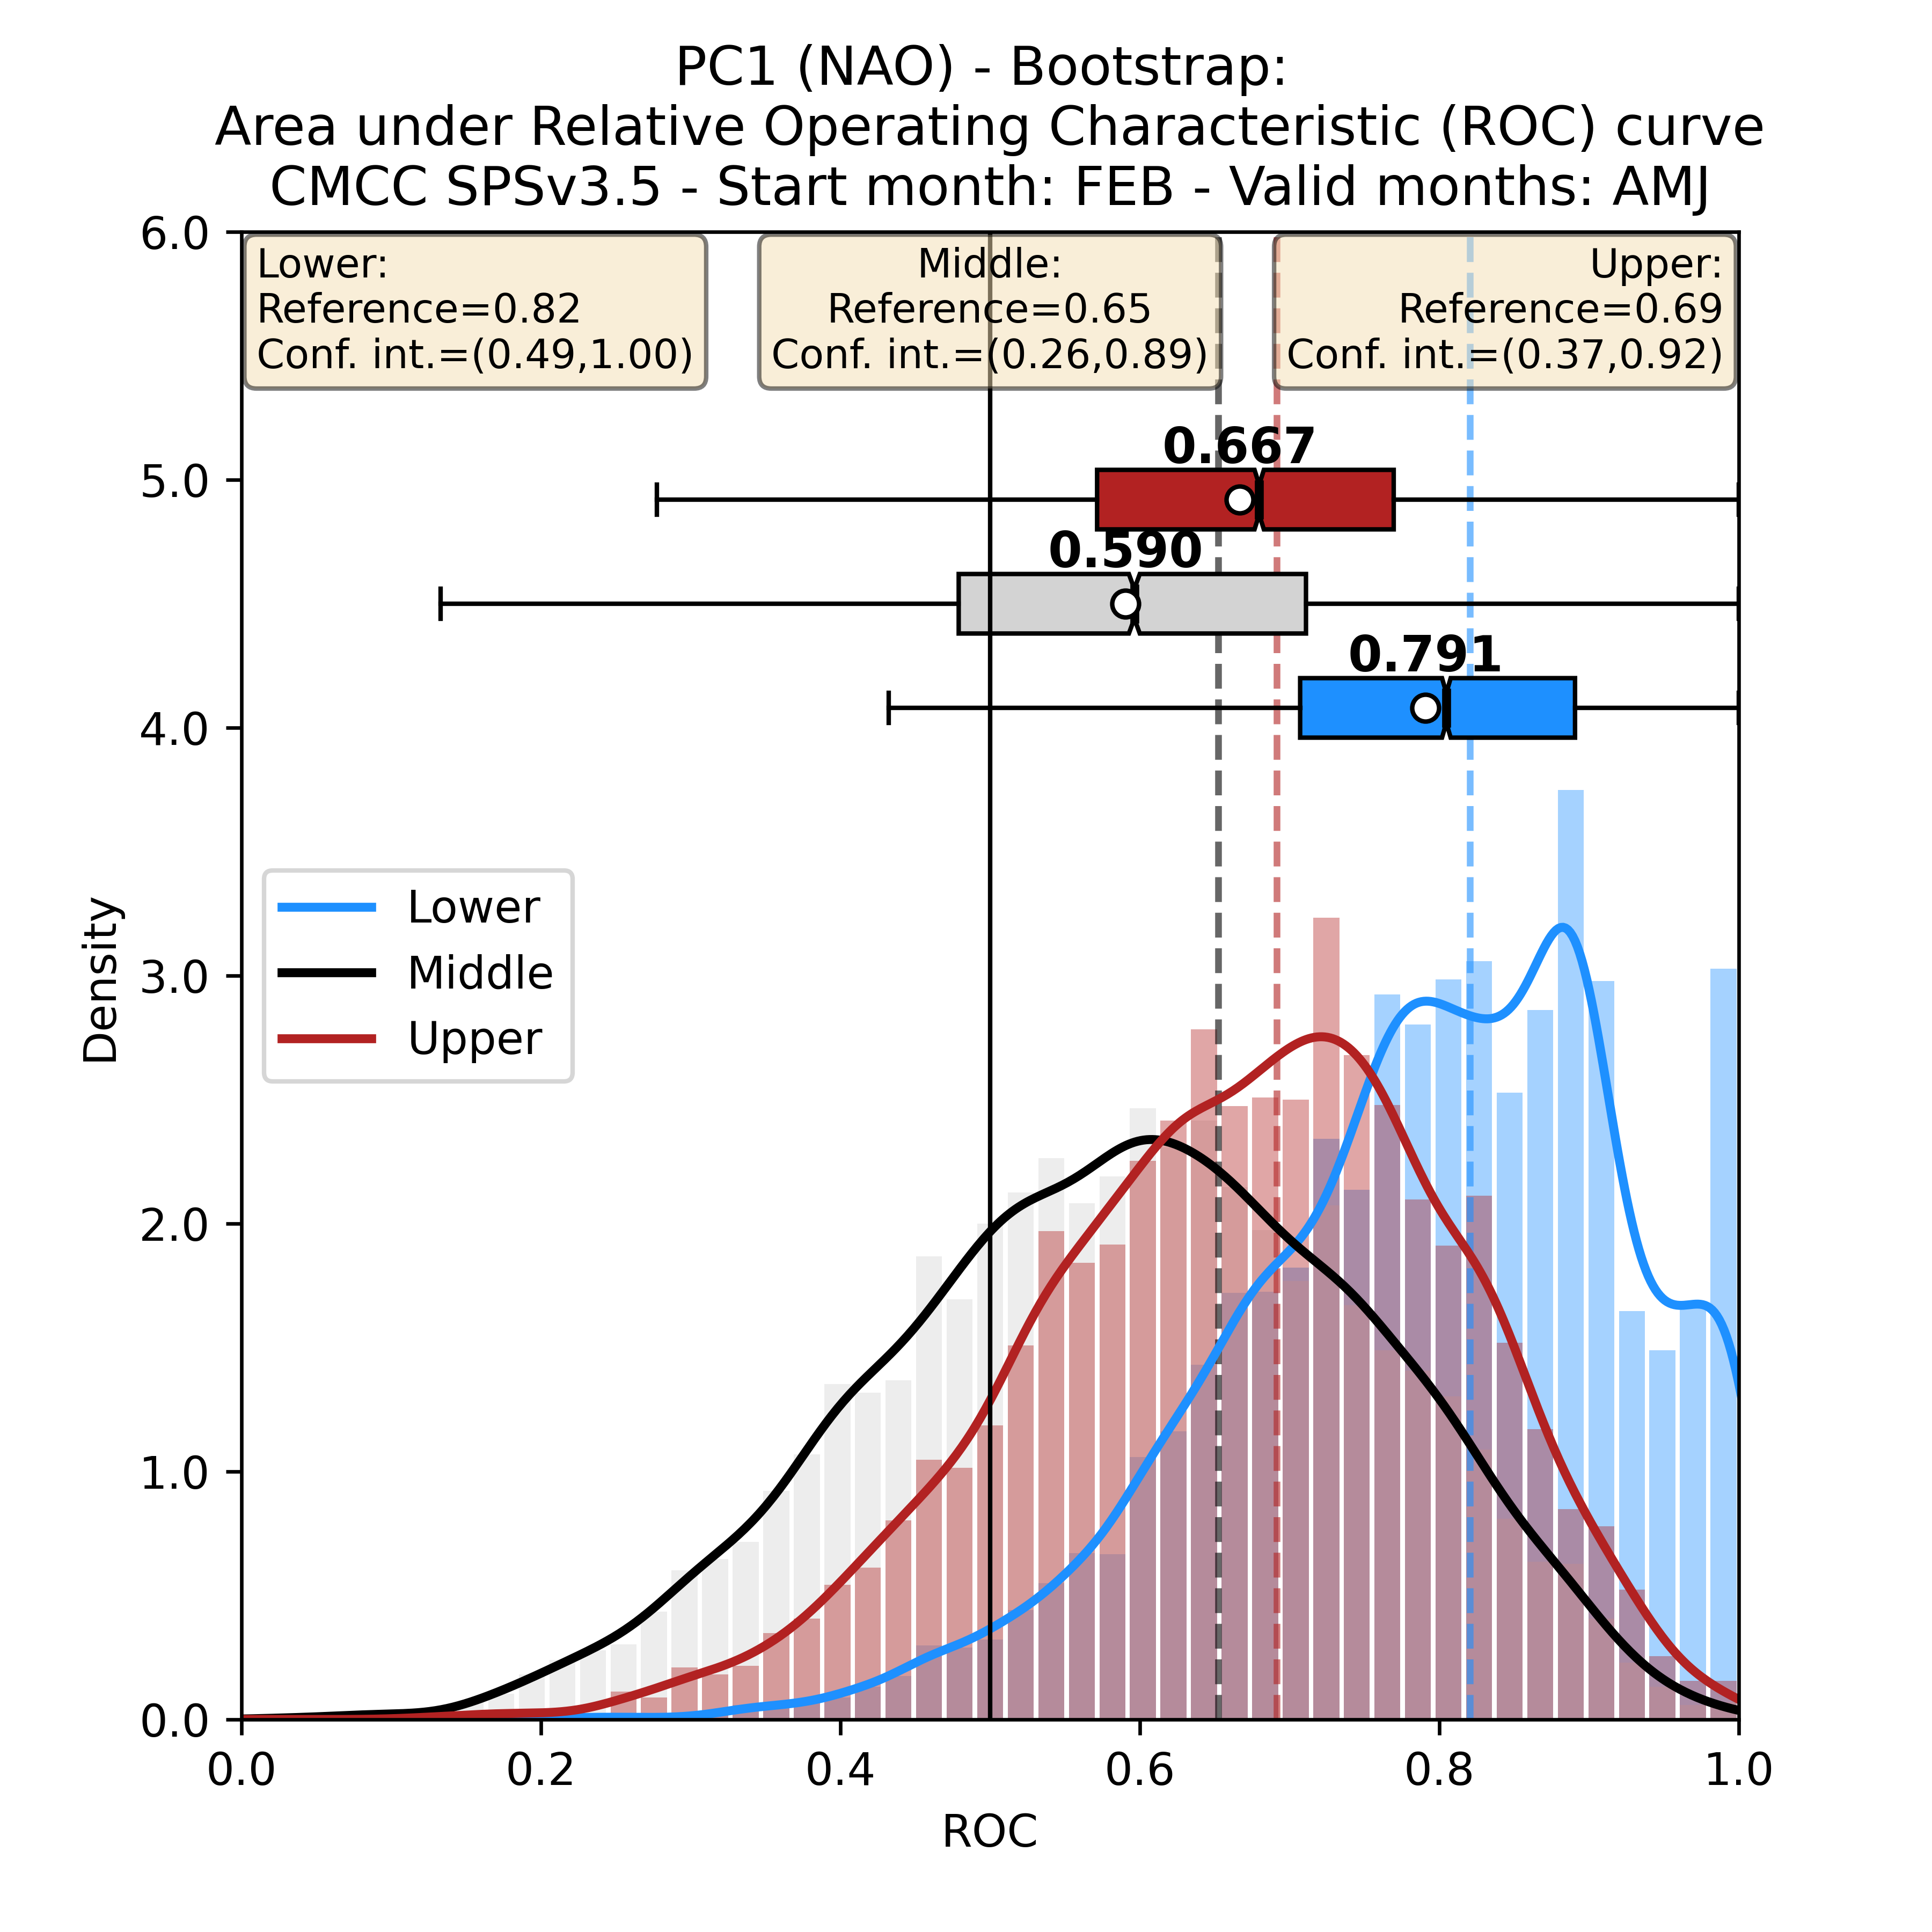 PC1 (NAO) - Bootstrap:
Area under Relative Operating Characteristic (ROC) curve
CMCC SPSv3.5 - Start month: FEB - Valid months: AMJ
Lower:
Reference=0.82
Conf. int.=(0.49,1.00)
Middle:
Reference=0.65
Conf. int.=(0.26,0.89)
Upper:
Reference=0.69
Conf. int.=(0.37,0.92)
0.667
0.590
0.791
Lower
Middle
Upper
Density
6.0
5.0
4.0
3.0
2.0
1.0
0.0
0.0 0.2 0.4 0.6 0.8 1.0
ROC